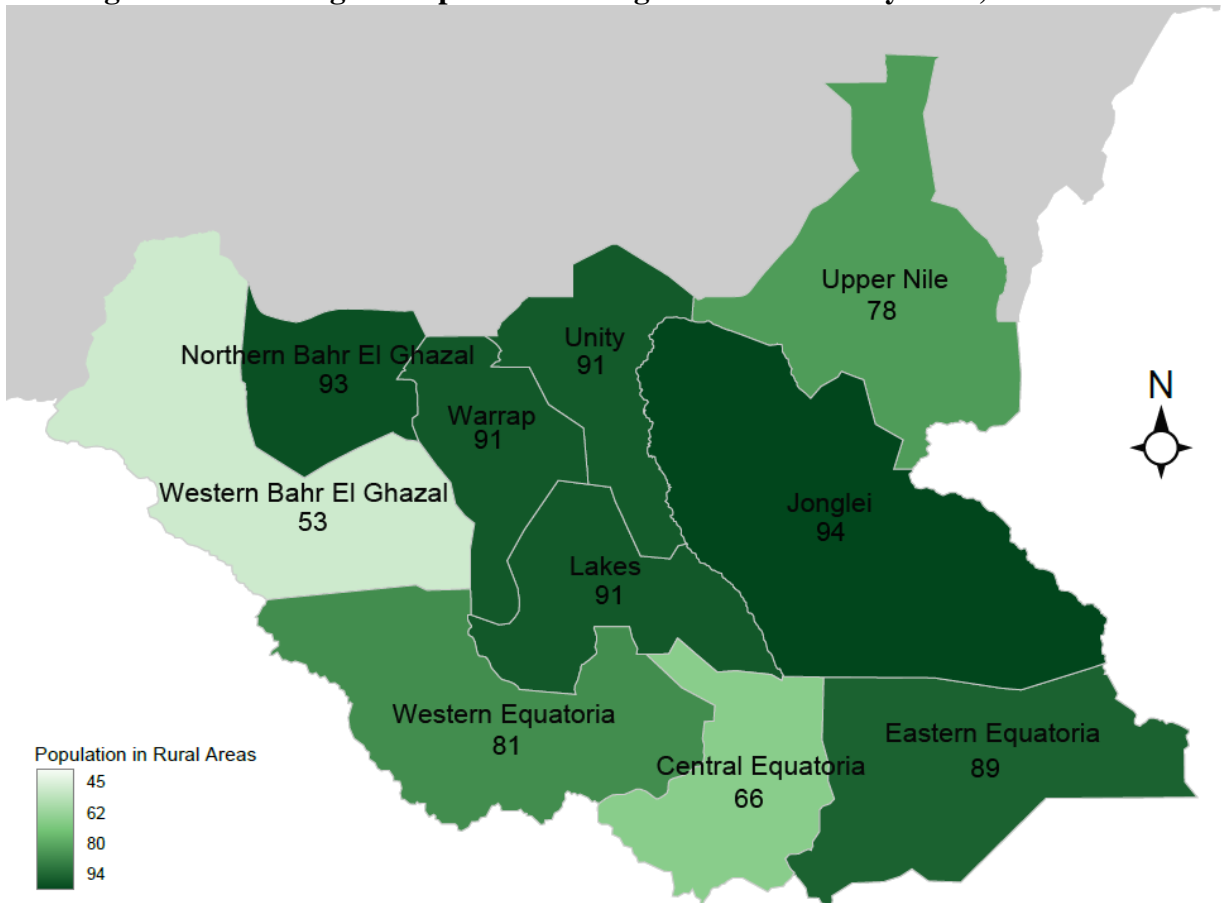 Upper Nile
78
Unity
91
Northern Bahr El Ghazal
93
N
Warrap
91
Western Bahr El Ghazal
53
Jonglei
94
Lakes
91
Western Equatoria
81
Eastern Equatoria
89
Central Equatoria
66
Population in Rural Areas
45
62
80
94